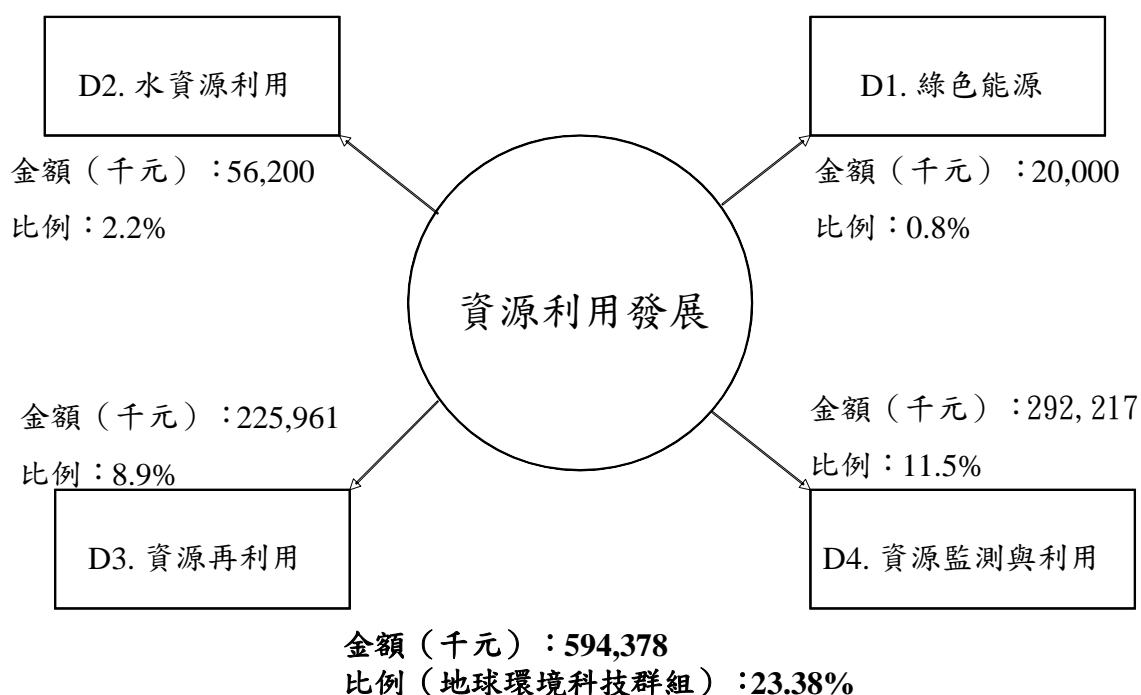 D2. 水資源利用
金額（千元）：56,200
比例：2.2%
D1. 綠色能源
金額（千元）：20,000
比例：0.8%
資源利用發展
金額（千元）：225,961
比例：8.9%
D3. 資源再利用
金額（千元）：292,217
比例：11.5%
D4. 資源監測與利用
金額（千元）：594,378
比例（地球環境科技群組）：23.38%